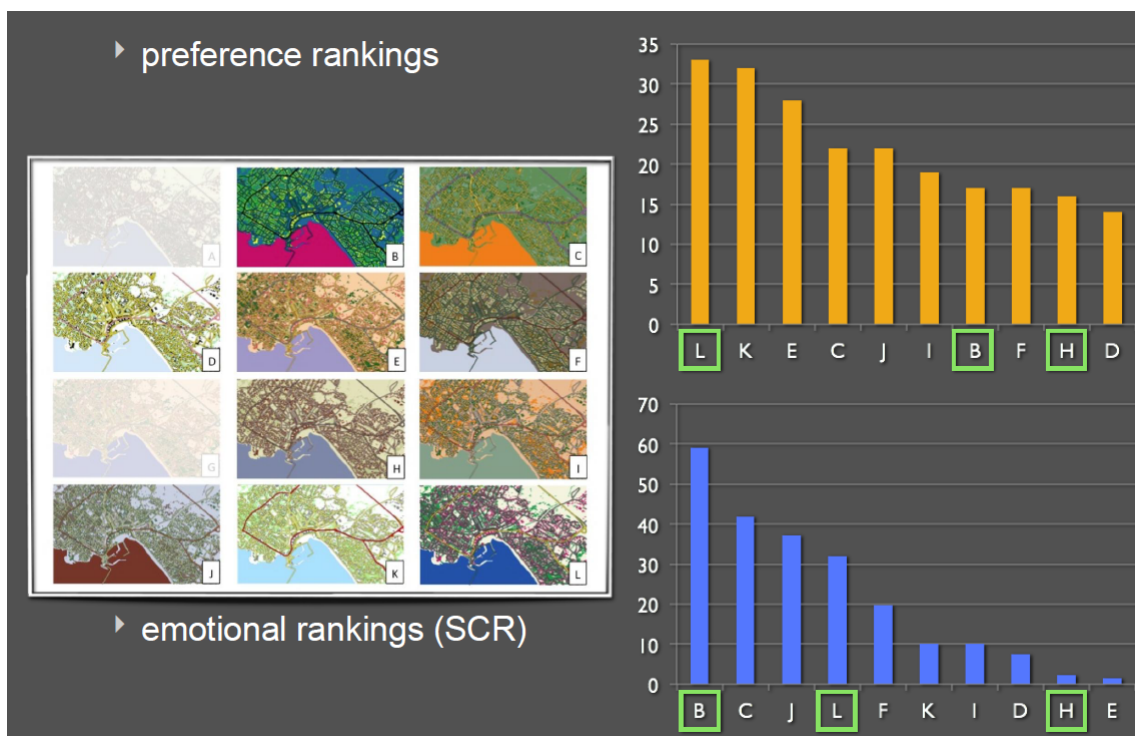 preference rankings
A
B
C
D
E
F
G
H
I
J
K
L
emotional rankings (SCR)
35
30
25
20
15
10
5
0
L K E C J I B F H D
70
60
50
40
30
20
10
0
B C J L F K I D H E